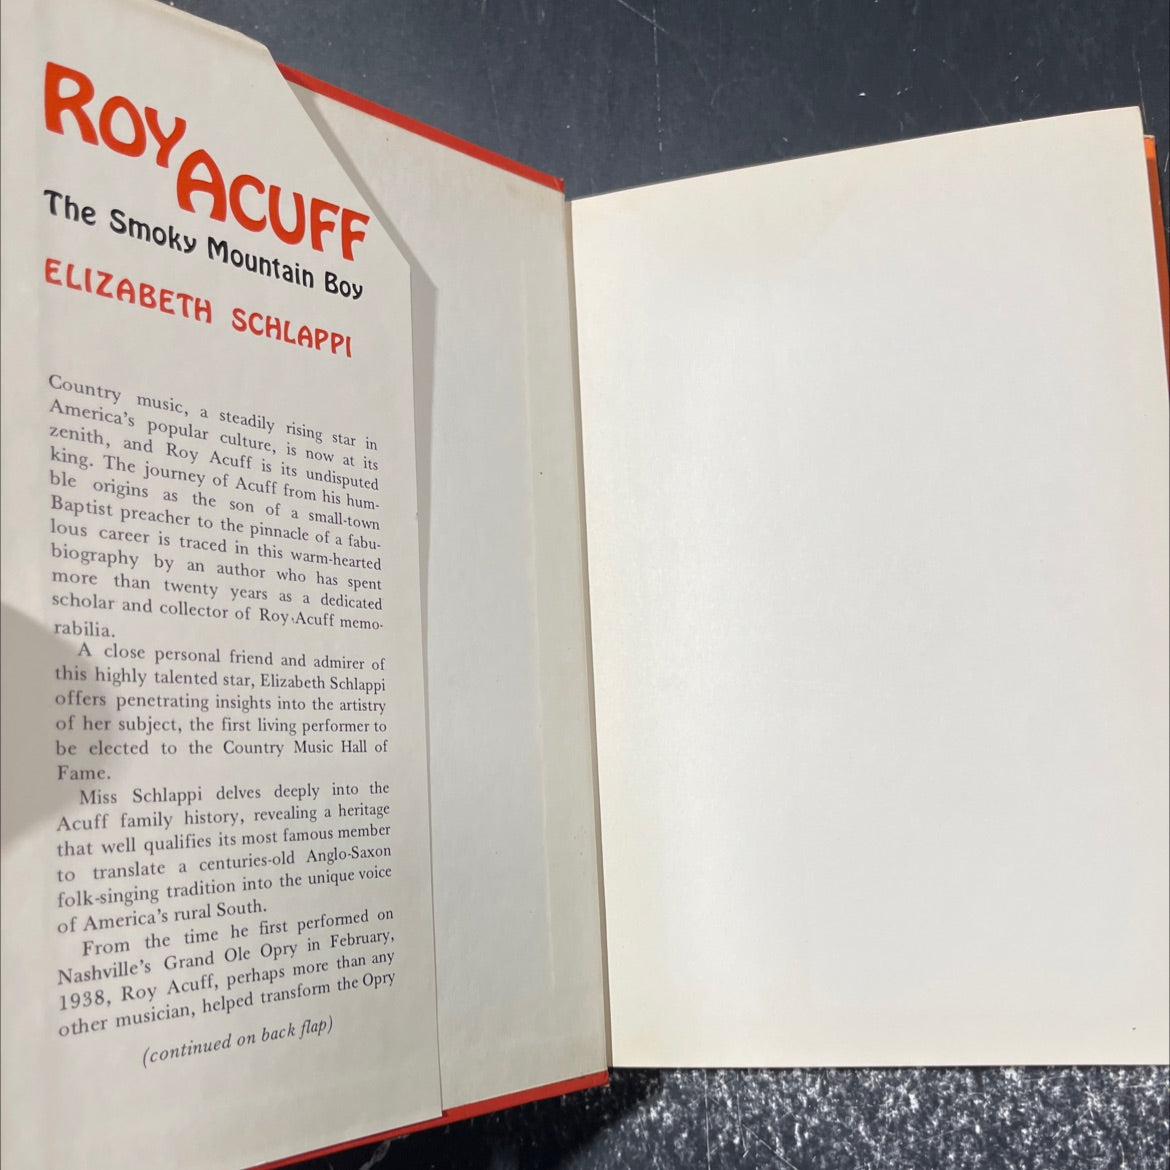 ROY
ACUFF
The Smoky Mountain Boy
ELIZABETH SCHLAPPI
Country music, a steadily rising star in
America's popular culture, is now at its
zenith, and Roy Acuff is its undisputed
king. The journey of Acuff from his hum-
ble origins as the son of a small-town
Baptist preacher to the pinnacle of a fabu-
lous career is traced in this warm-hearted
biography by an author who has spent
more than twenty years as a dedicated
scholar and collector of Roy Acuff memo-
rabilia.
A close personal friend and admirer of
this highly talented star, Elizabeth Schlappi
offers penetrating insights into the artistry
of her subject, the first living performer to
be elected to the Country Music Hall of
Fame.
Miss Schlappi delves deeply into the
Acuff family history, revealing a heritage
that well qualifies its most famous member
to translate a centuries-old Anglo-Saxon
folk-singing tradition into the unique voice
of America's rural South.
From the time he first performed on
Nashville's Grand Ole Opry in February,
1938, Roy Acuff, perhaps more than any
other musician, helped transform the Opry
(continued on back flap)